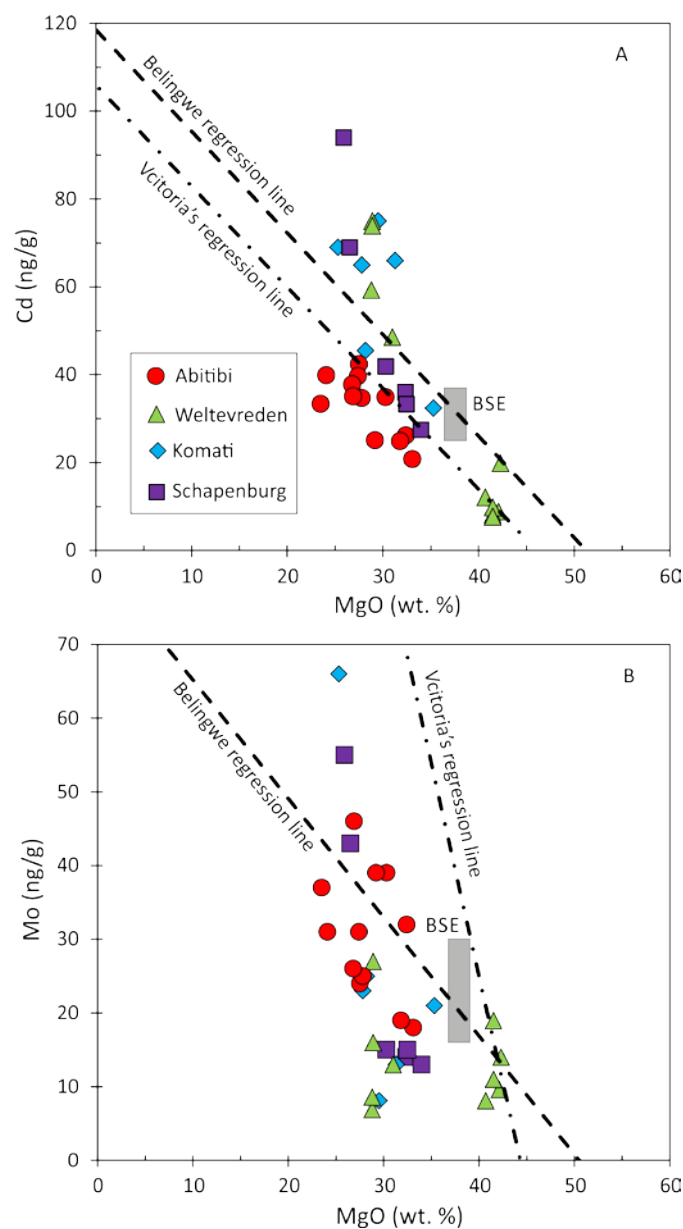 120
A
100
Belingwe regression line
80
Vcitoria's regression line
Cd (ng/g)
60
40
Abitibi
Weltevreden
Komati
Schapenburg
BSE
20
0
0 10 20 30 40 50 60
MgO (wt. %)
70
B
60
Belingwe regression line
Vcitoria's regression line
50
40
Mo (ng/g)
BSE
30
20
10
0
0 10 20 30 40 50 60
MgO (wt. %)